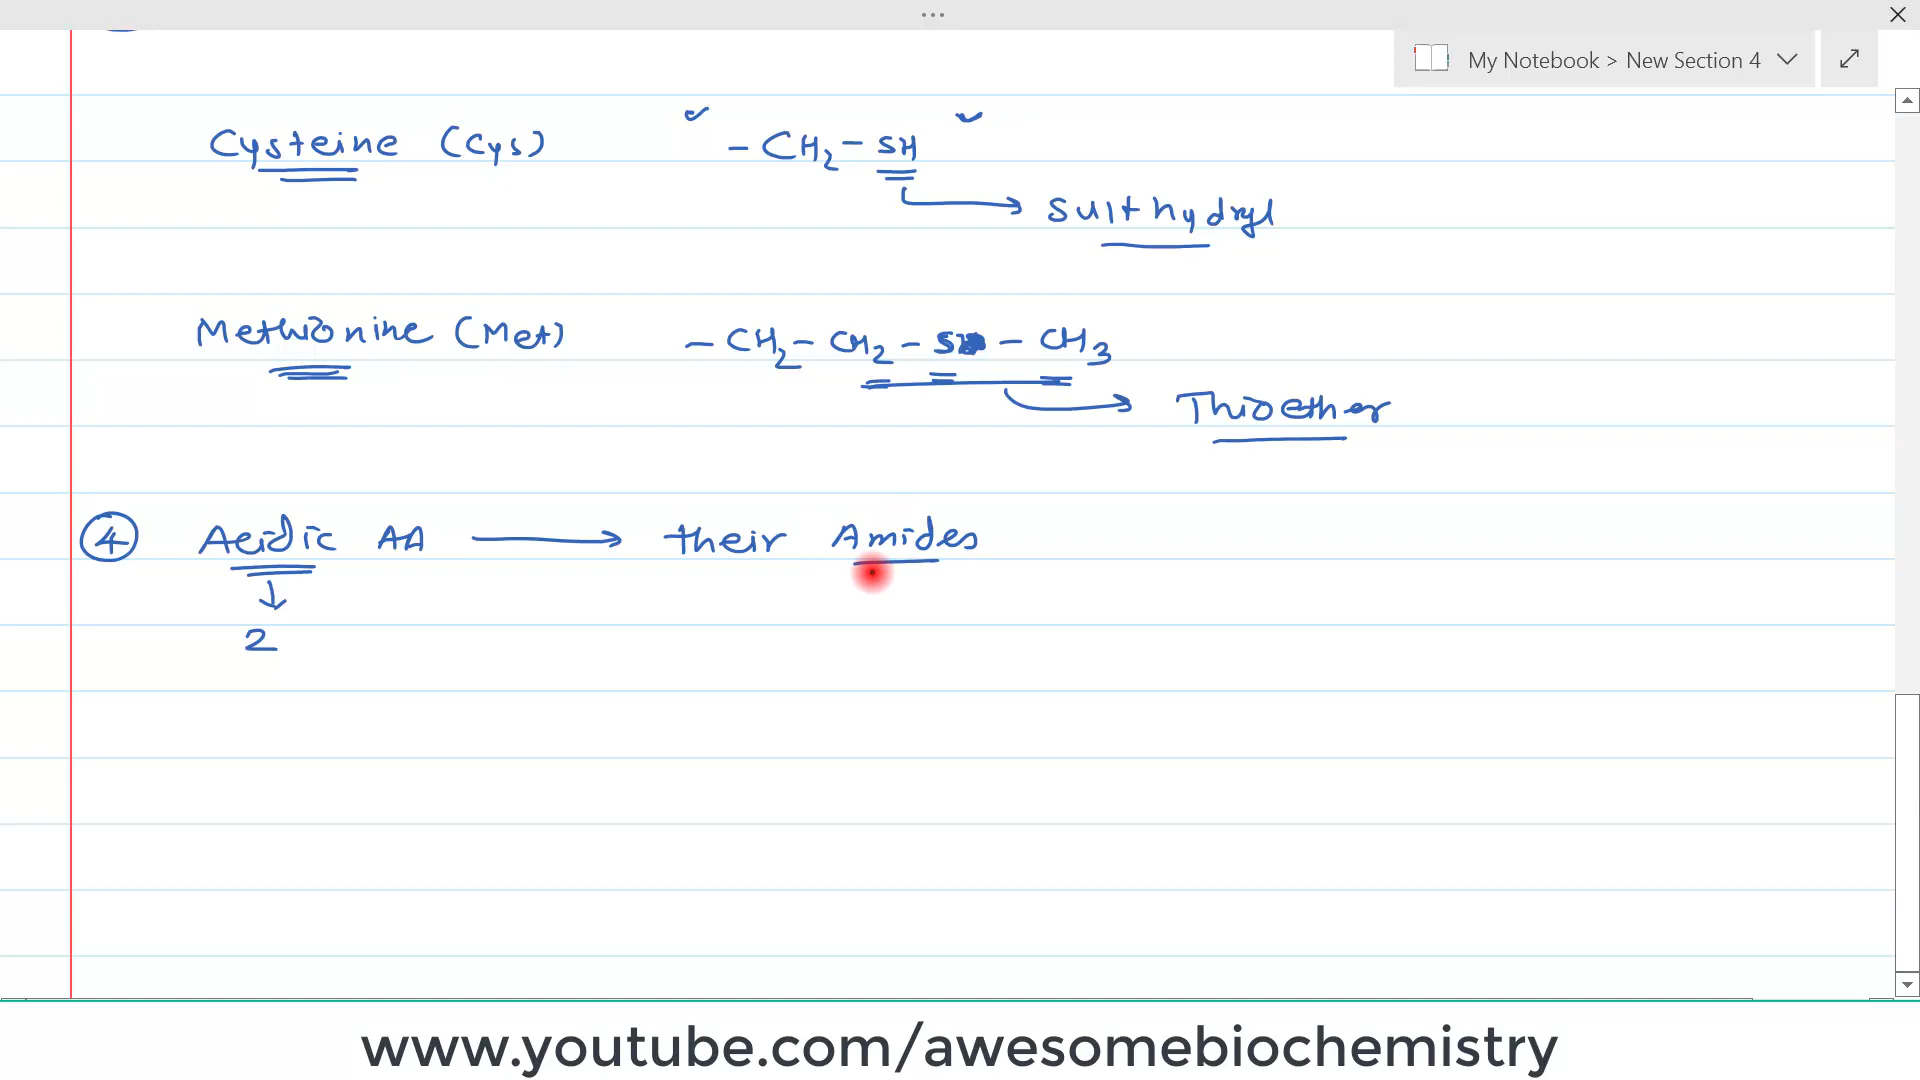 ...
My Notebook > New Section 4
Cysteine (Cys) - CH2 - SH
Sulfhydryl
Methionine (Met) - CH2 - CH2 - S - CH3
Thioether
4 Acidic AA → their Amides
↓
2
www.youtube.com/awesomebiochemistry